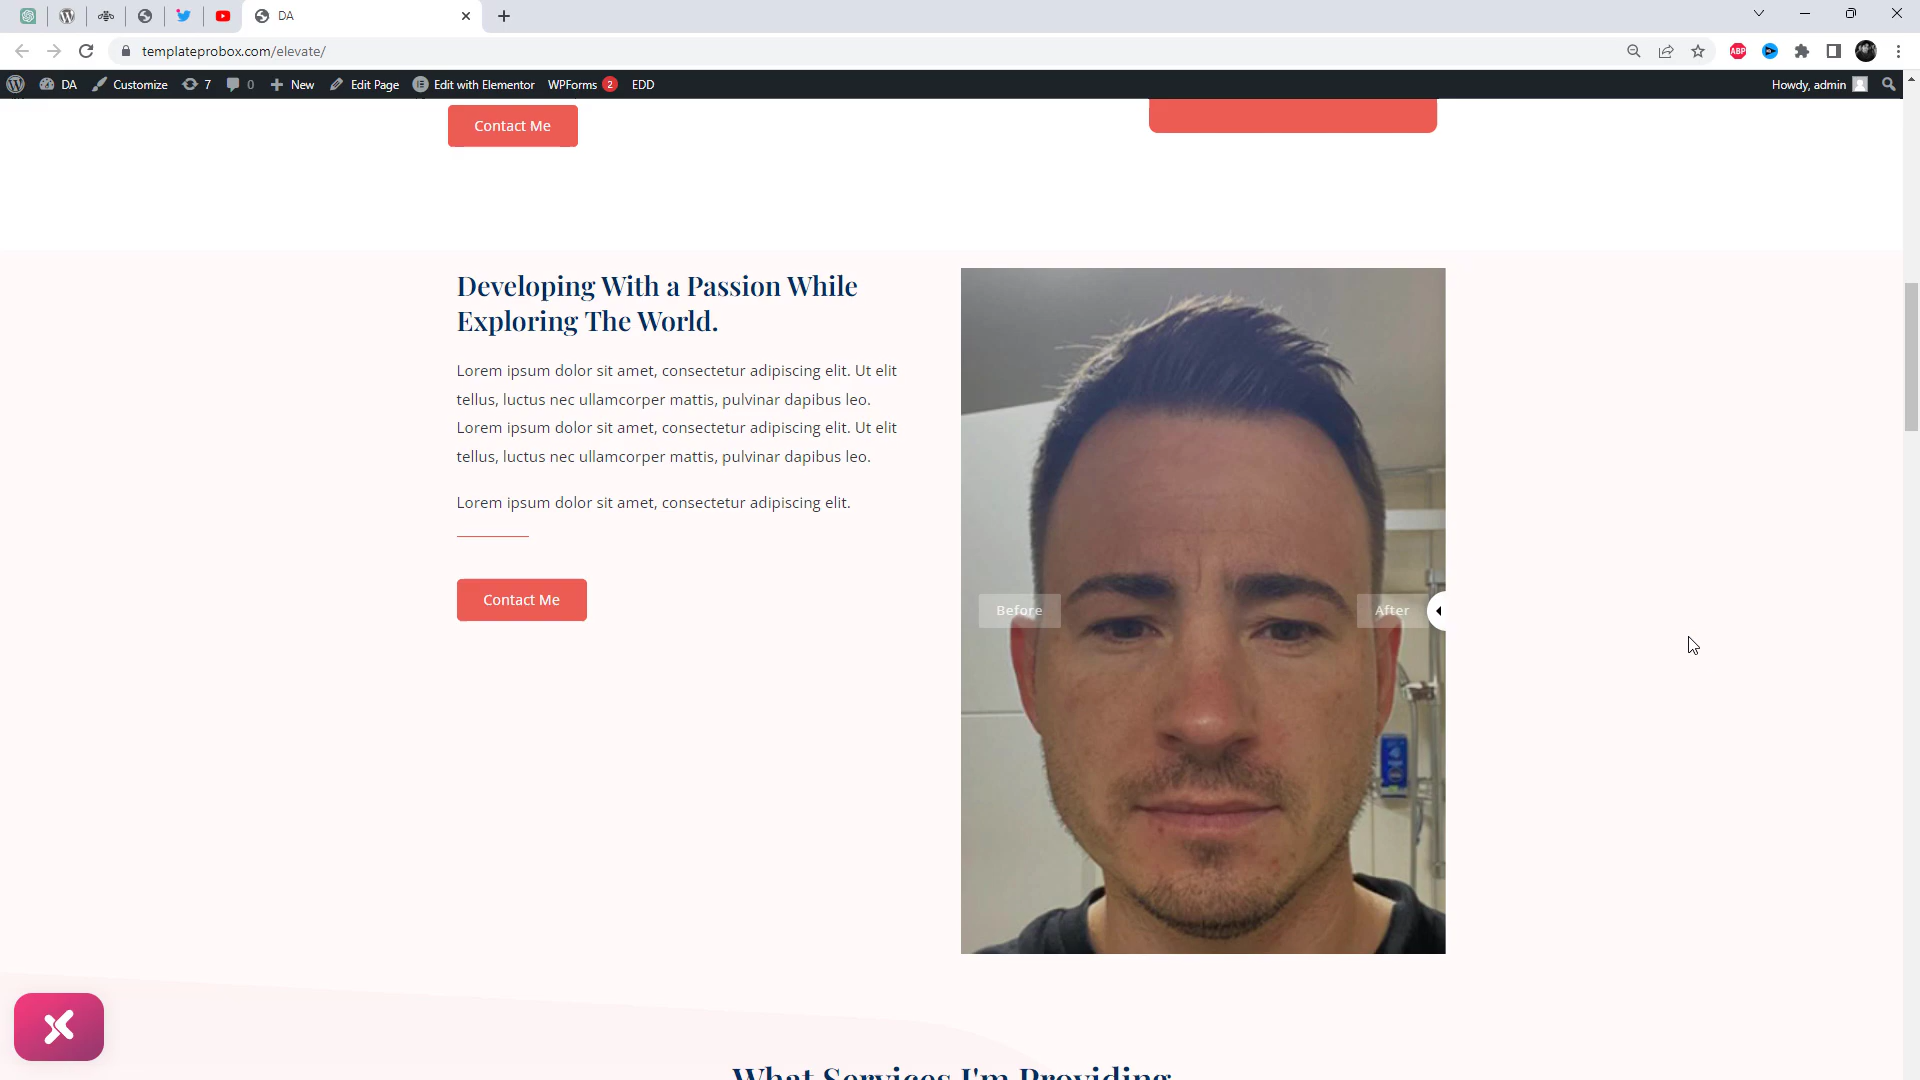 DA
templateprobox.com/elevate/
DA Customize 7 0 New Edit Page Edit with Elementor WPForms 2 EDD Howdy, admin
ABP
Contact Me
Developing With a Passion While
Exploring The World.
Lorem ipsum dolor sit amet, consectetur adipiscing elit. Ut elit
tellus, luctus nec ullamcorper mattis, pulvinar dapibus leo.
Lorem ipsum dolor sit amet, consectetur adipiscing elit. Ut elit
tellus, luctus nec ullamcorper mattis, pulvinar dapibus leo.
Lorem ipsum dolor sit amet, consectetur adipiscing elit.
Contact Me
Before
After
What Services I'm Providing